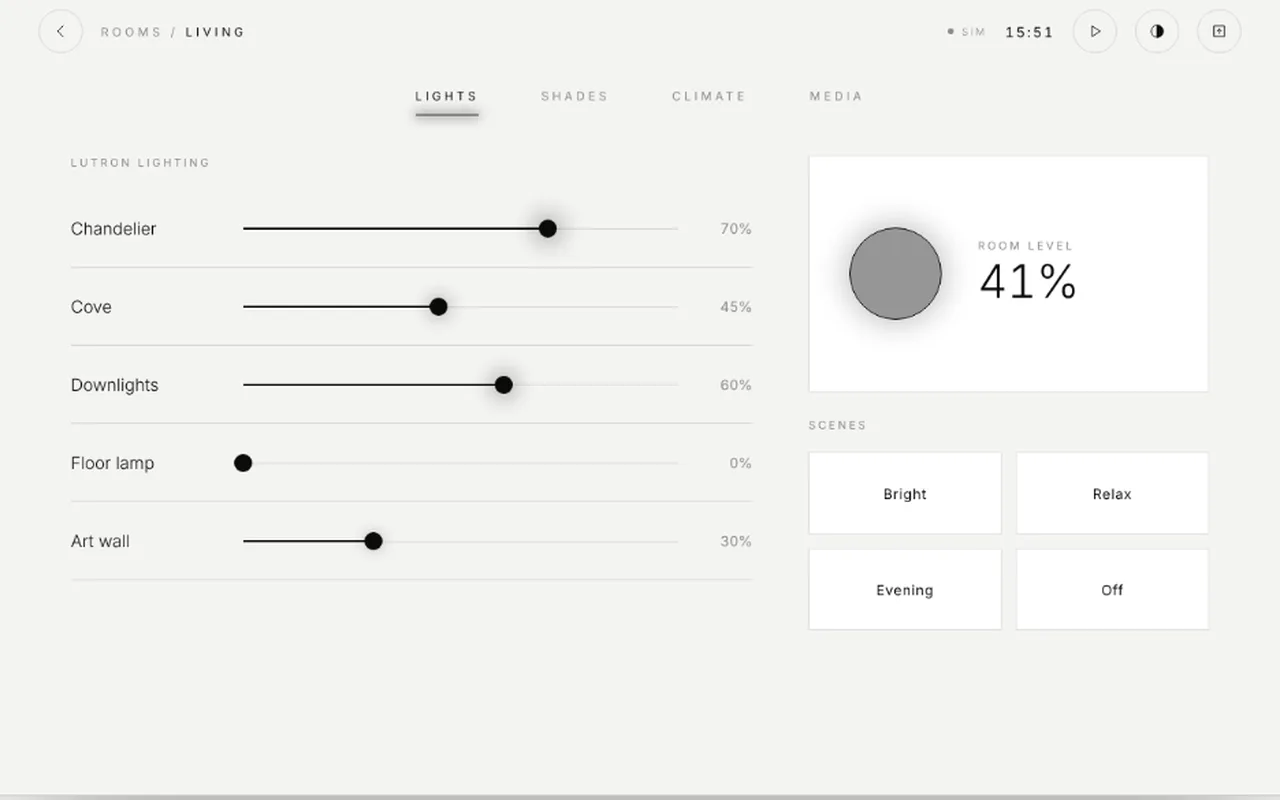 ROOMS / LIVING
SIM 15:51
LIGHTS SHADES CLIMATE MEDIA
LUTRON LIGHTING
Chandelier 70%
Cove 45%
Downlights 60%
Floor lamp 0%
Art wall 30%
ROOM LEVEL
41%
SCENES
Bright Relax
Evening Off